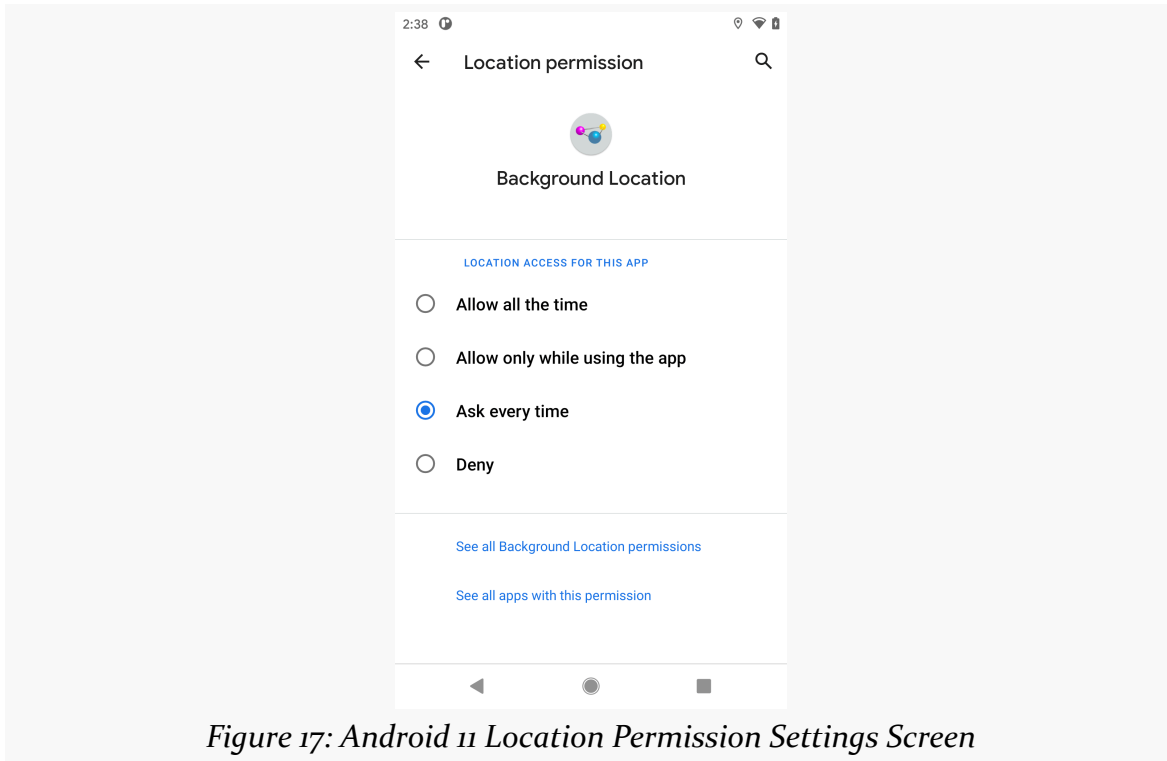 2:38
Location permission
Background Location
LOCATION ACCESS FOR THIS APP
Allow all the time
Allow only while using the app
Ask every time
Deny
See all Background Location permissions
See all apps with this permission
Figure 17: Android 11 Location Permission Settings Screen